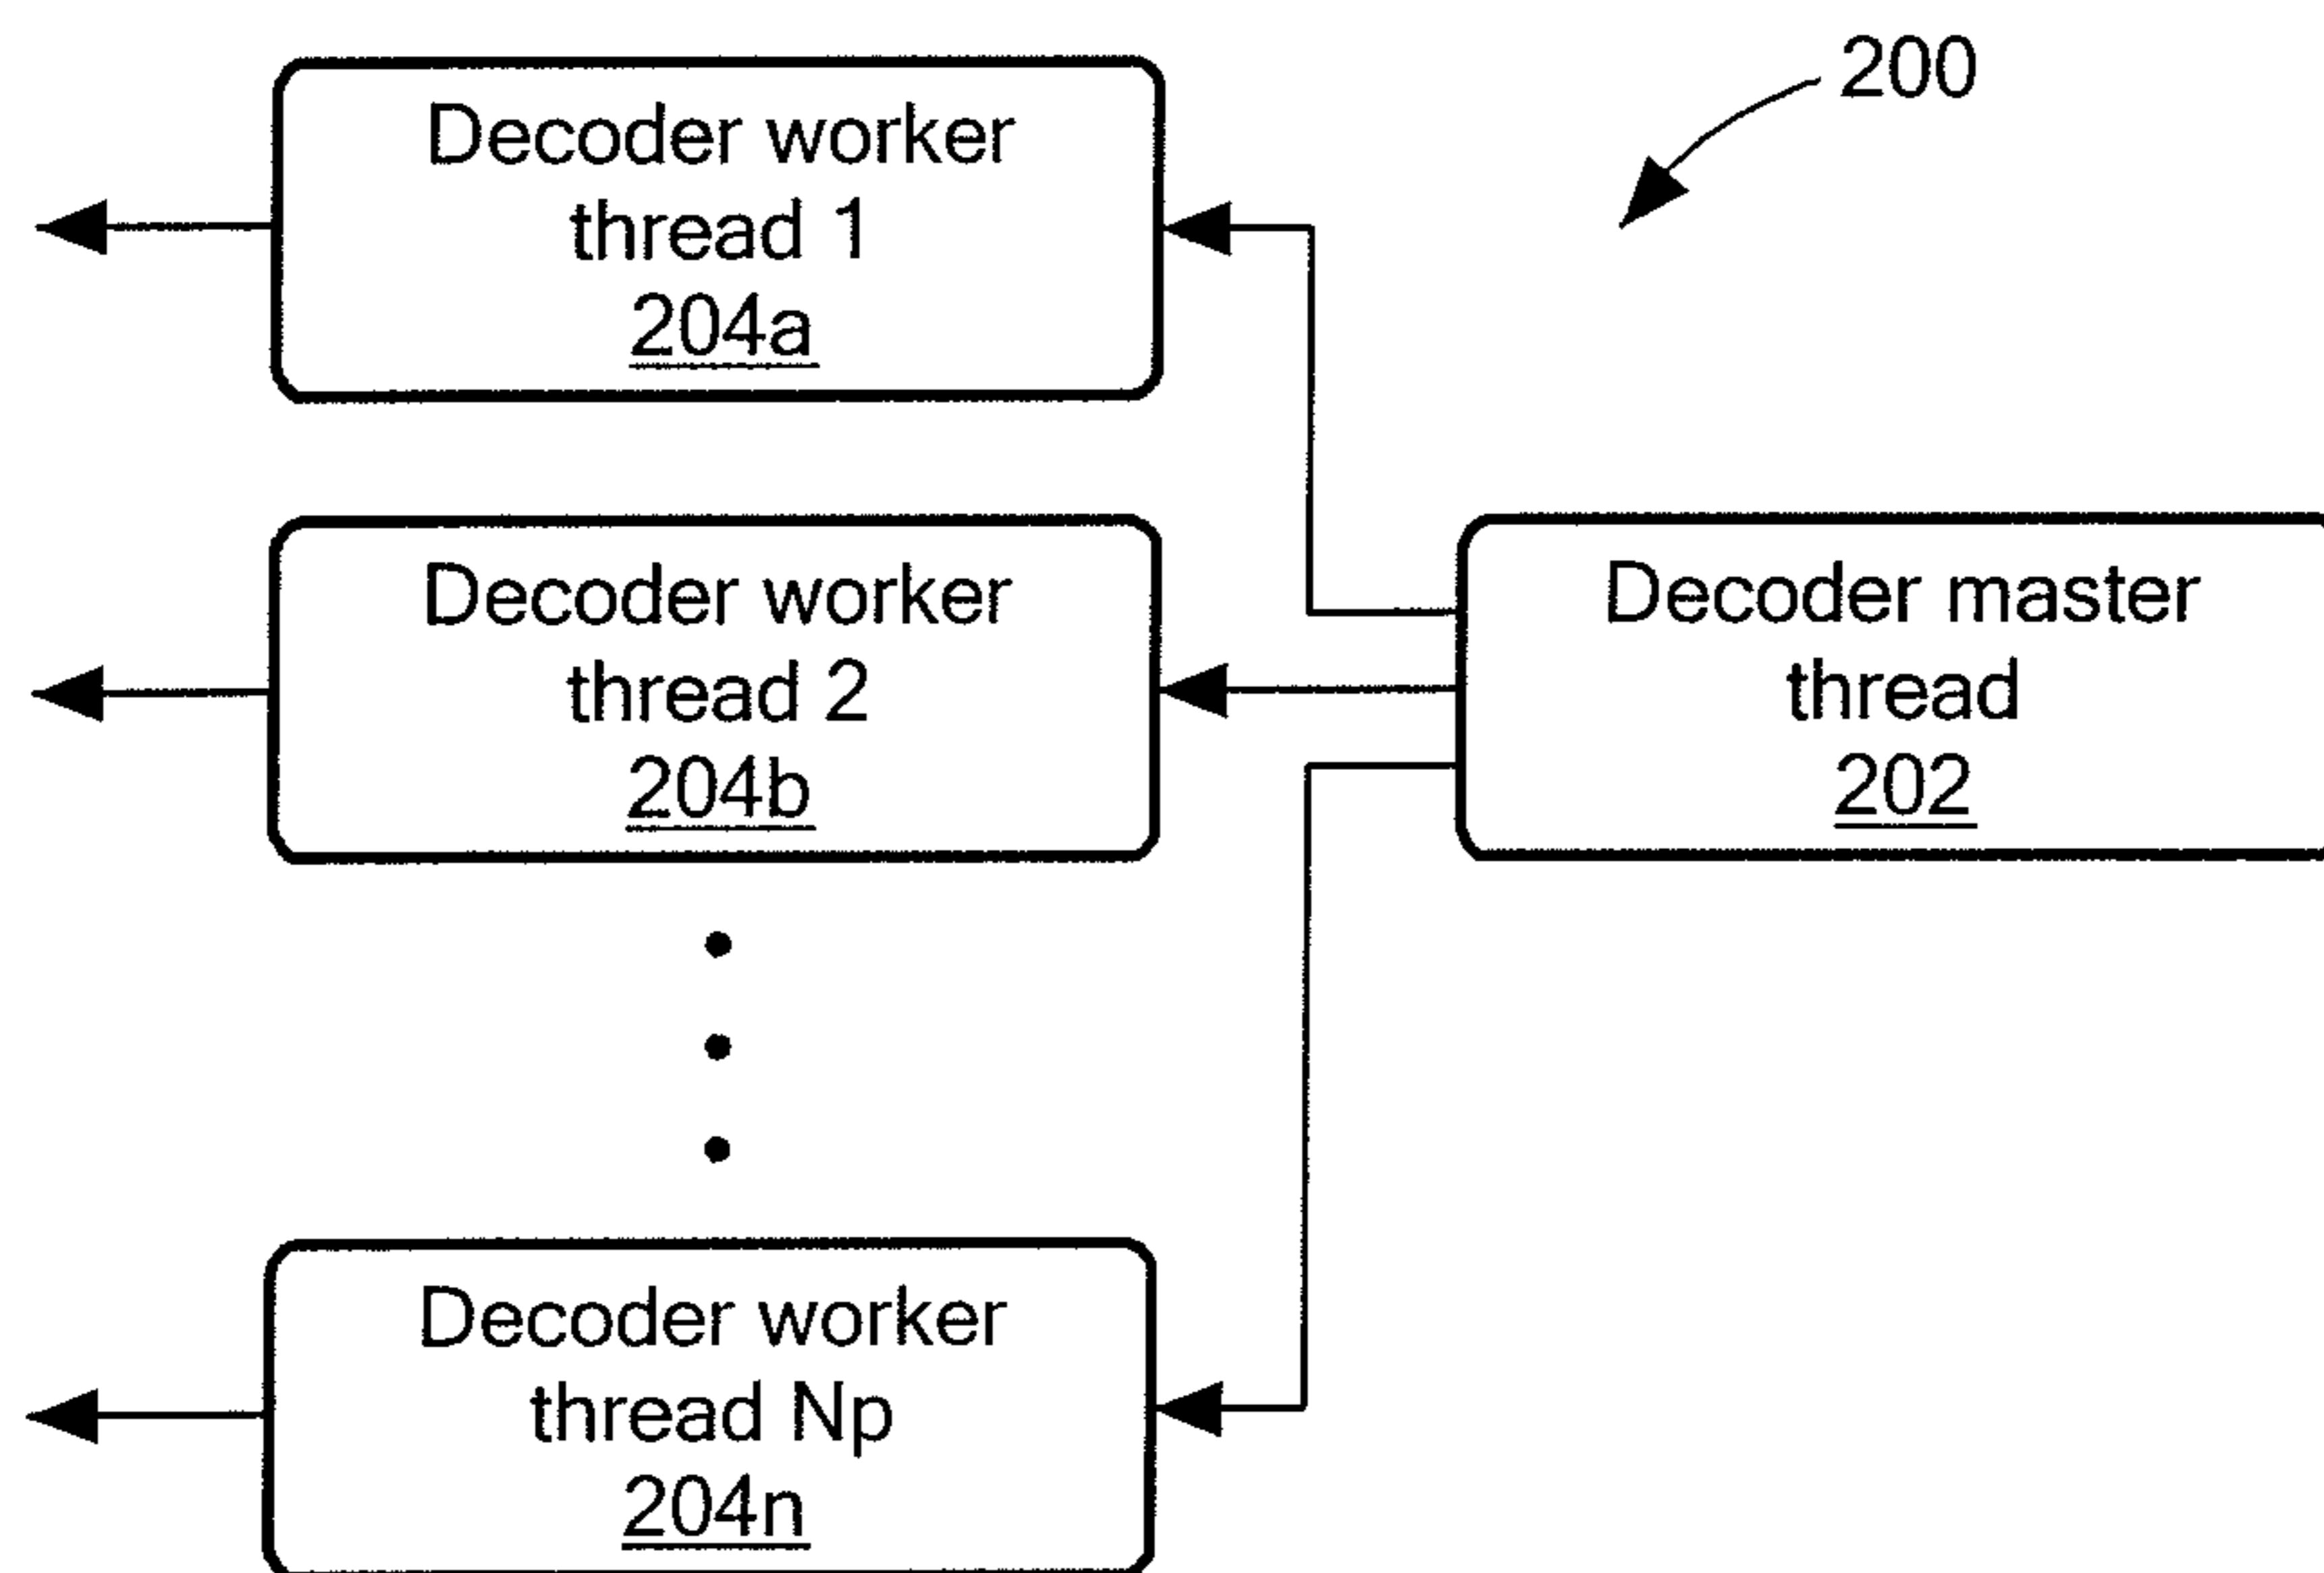 200
Decoder worker
thread 1
204a
Decoder worker
thread 2
204b
Decoder master
thread
202
Decoder worker
thread Np
204n